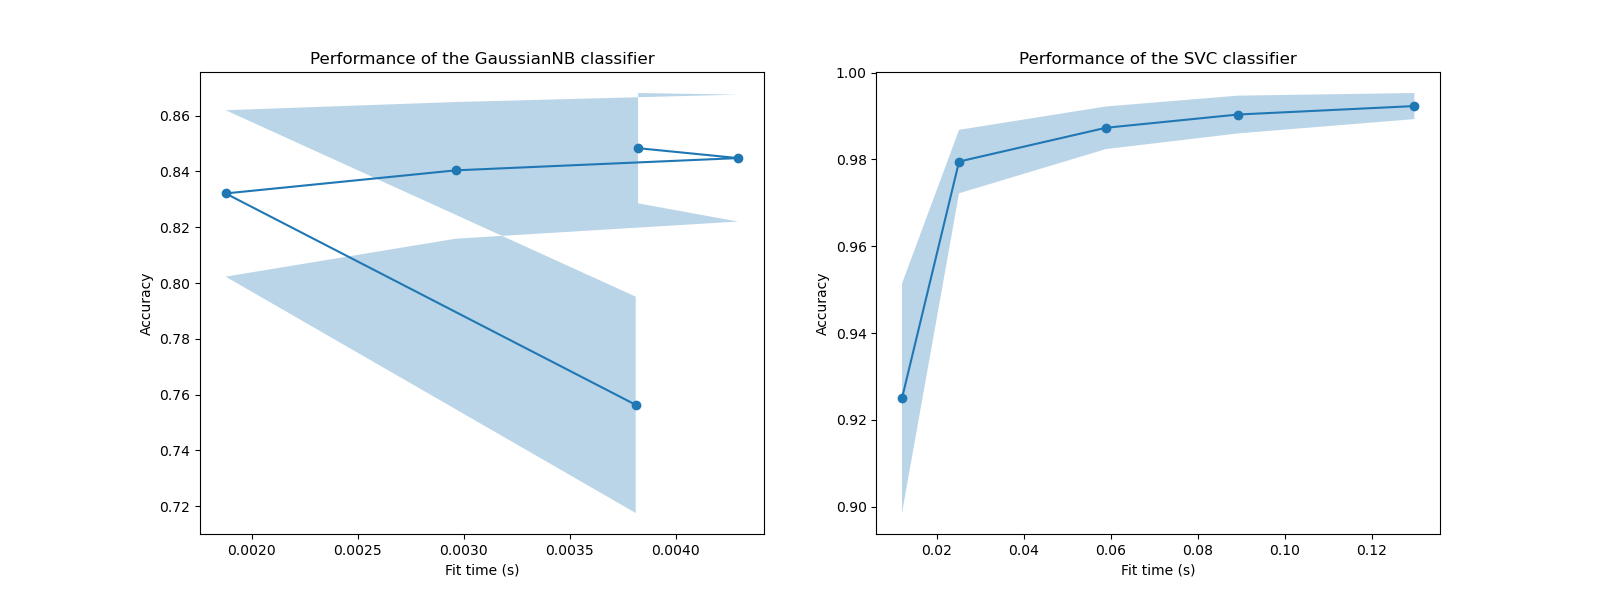 Performance of the GaussianNB classifier
Accuracy
0.86
0.84
0.82
0.80
0.78
0.76
0.74
0.72
0.0020 0.0025 0.0030 0.0035 0.0040
Fit time (s)
Performance of the SVC classifier
Accuracy
1.00
0.98
0.96
0.94
0.92
0.90
0.02 0.04 0.06 0.08 0.10 0.12
Fit time (s)